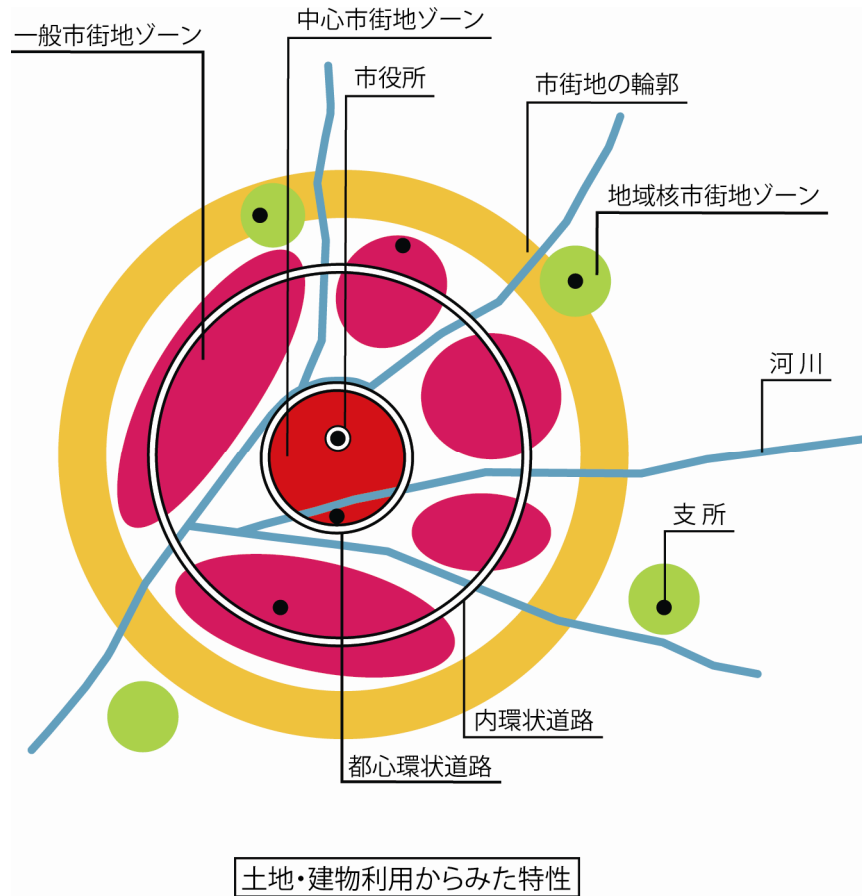 中心市街地ゾーン
一般市街地ゾーン
市役所
市街地の輪郭
地域核市街地ゾーン
河川
支所
内環状道路
都心環状道路
土地・建物利用からみた特性